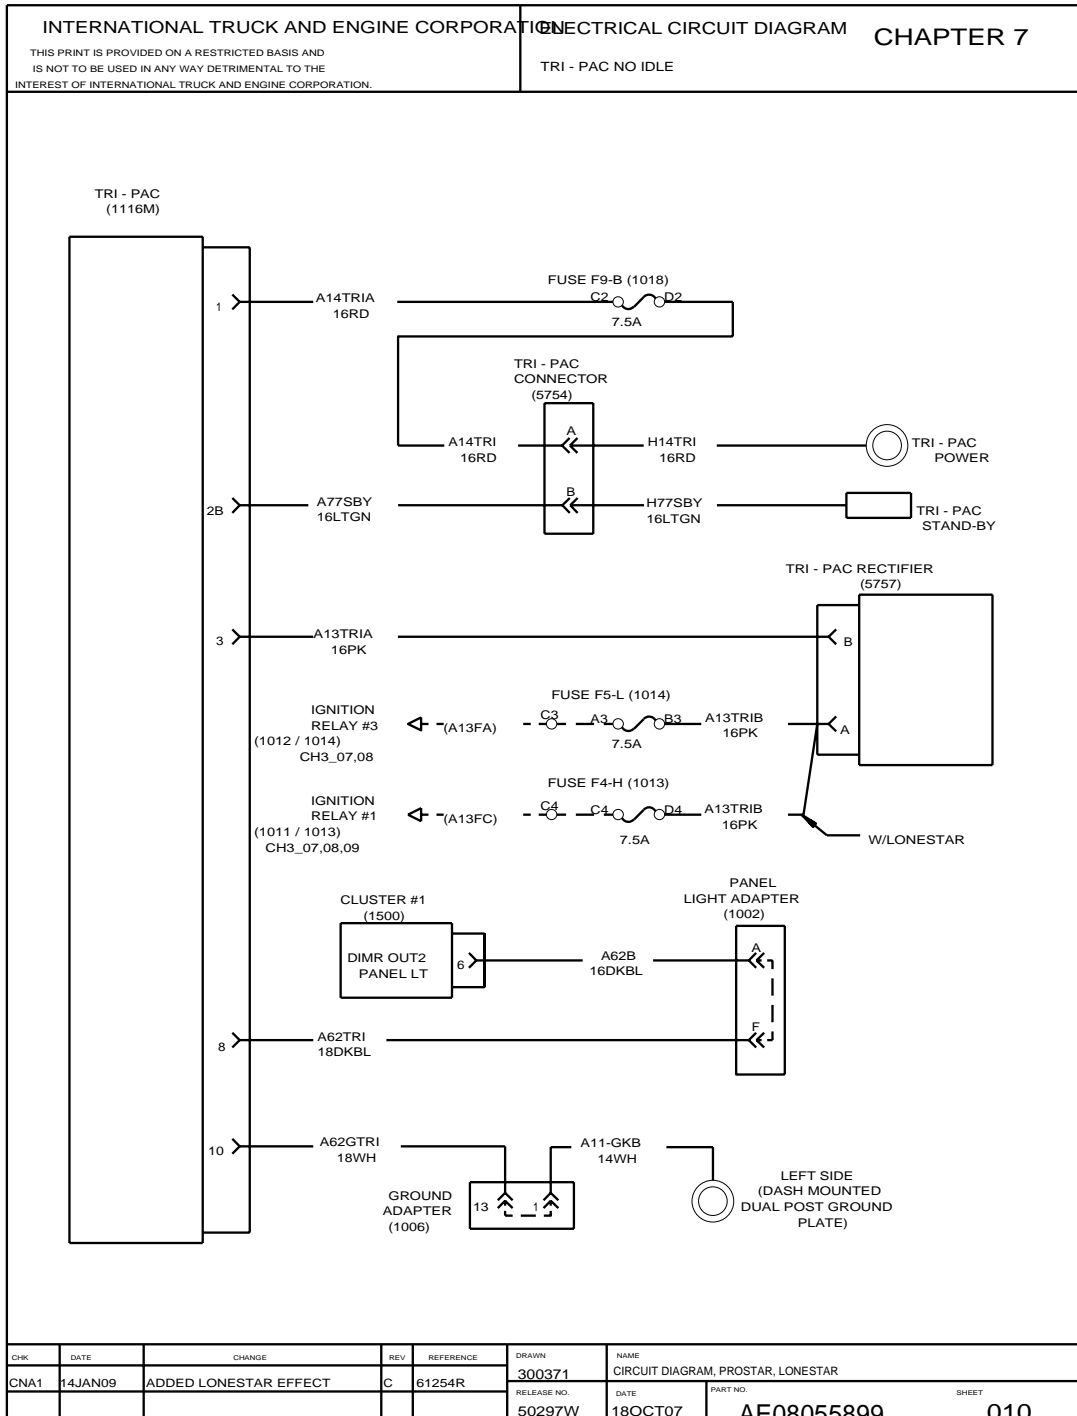 INTERNATIONAL TRUCK AND ENGINE CORPORATION
THIS PRINT IS PROVIDED ON A RESTRICTED BASIS AND
IS NOT TO BE USED IN ANY WAY DETRIMENTAL TO THE
INTEREST OF INTERNATIONAL TRUCK AND ENGINE CORPORATION.
ELECTRICAL CIRCUIT DIAGRAM
CHAPTER 7
TRI - PAC NO IDLE
TRI - PAC
(1116M)
1
A14TRIA
16RD
FUSE F9-B (1018)
C2
D2
7.5A
TRI - PAC
CONNECTOR
(5754)
A14TRI
16RD
A
H14TRI
16RD
TRI - PAC
POWER
2B
A77SBY
16LTGN
B
H77SBY
16LTGN
TRI - PAC
STAND-BY
TRI - PAC RECTIFIER
(5757)
3
A13TRIA
16PK
B
IGNITION
RELAY #3
(1012 / 1014)
CH3_07,08
(A13FA)
C3
FUSE F5-L (1014)
A3
B3
7.5A
A13TRIB
16PK
A
IGNITION
RELAY #1
(1011 / 1013)
CH3_07,08,09
(A13FC)
C4
FUSE F4-H (1013)
C4
D4
7.5A
A13TRIB
16PK
W/LONESTAR
CLUSTER #1
(1500)
DIMR OUT2
PANEL LT
6
A62B
16DKBL
PANEL
LIGHT ADAPTER
(1002)
A
F
8
A62TRI
18DKBL
10
A62GTRI
18WH
GROUND
ADAPTER
(1006)
13
1
A11-GKB
14WH
LEFT SIDE
(DASH MOUNTED
DUAL POST GROUND
PLATE)
CHK DATE CHANGE REV REFERENCE
CNA1 14JAN09 ADDED LONESTAR EFFECT C 61254R
DRAWN
300371
NAME
CIRCUIT DIAGRAM, PROSTAR, LONESTAR
RELEASE NO.
50297W
DATE
18OCT07
PART NO.
AE08055899
SHEET
010